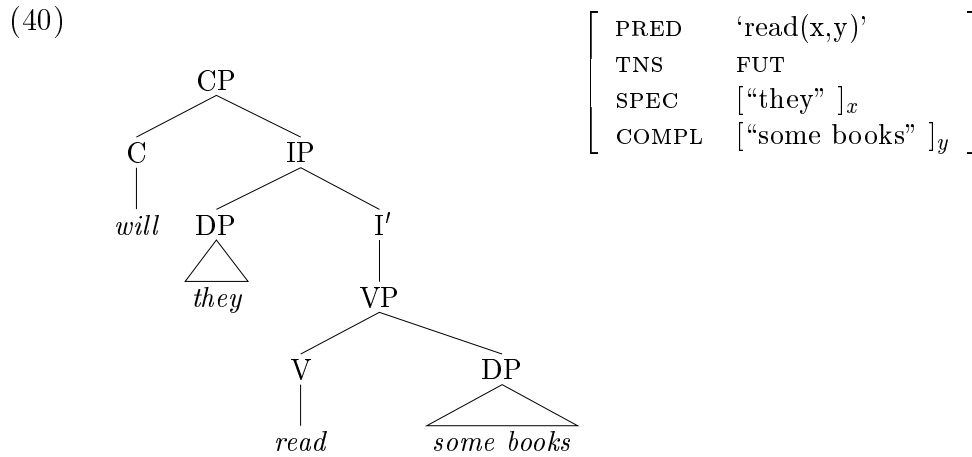 (40)
CP
C IP
will DP I′
they VP
V DP
read some books
PRED ‘read(x,y)’
TNS FUT
SPEC [“they” ]x
COMPL [“some books” ]y